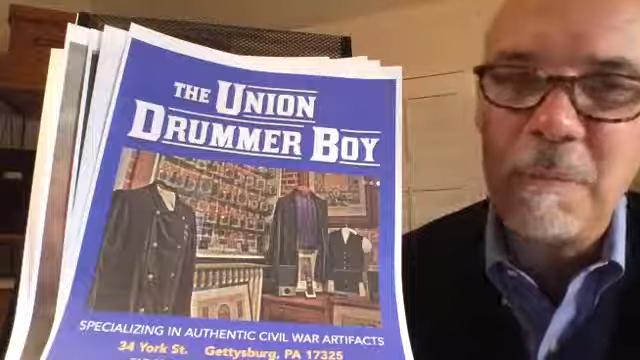 THE UNION
DRUMMER BOY
SPECIALIZING IN AUTHENTIC CIVIL WAR ARTIFACTS
34 York St. Gettysburg, PA 17325